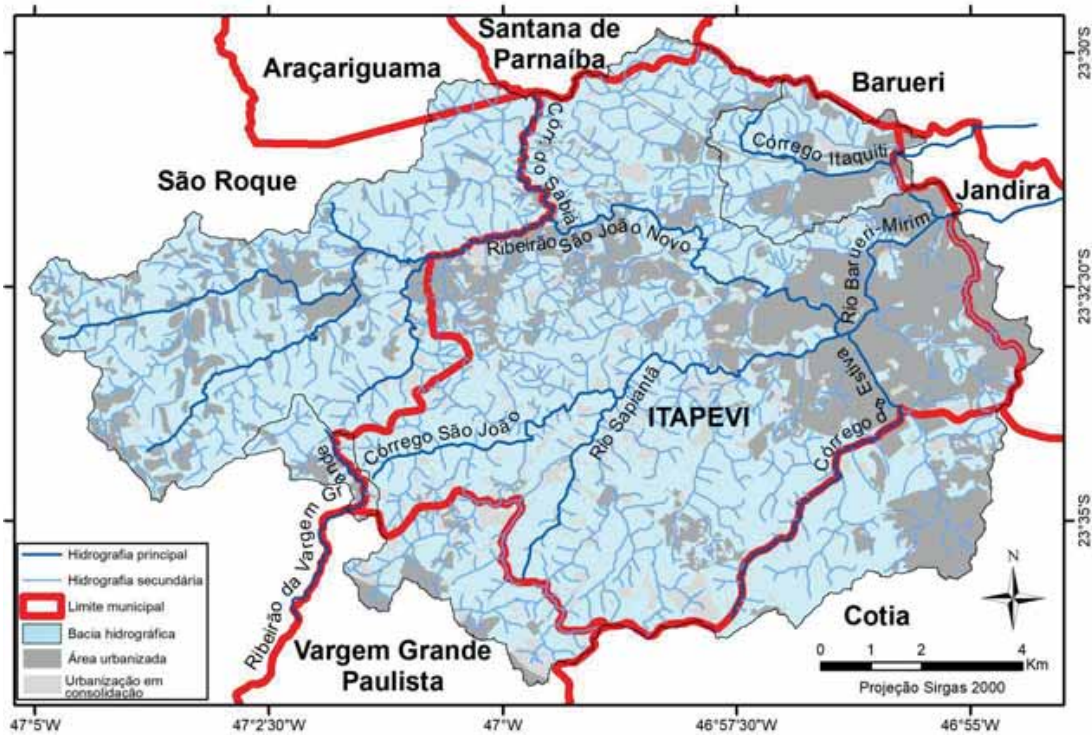 Santana de
Parnaíba
Araçariguama
Barueri
São Roque
Jandira
Córrego Itaquiti
Córr. do Sabiá
Ribeirão São João Novo
Rio Barueri-Mirim
Estiva
Córrego da
ITAPEVI
Rio Sapiantã
Córrego São João
Ribeirão da Vargem Grande
Vargem Grande
Paulista
Cotia
23°30'S
23°32'30"S
23°35'S
47°5'W
47°2'30"W
47°W
46°57'30"W
46°55'W
Hidrografia principal
Hidrografia secundária
Limite municipal
Bacia hidrográfica
Área urbanizada
Urbanização em
consolidação
N
0 1 2 4
Km
Projeção Sirgas 2000